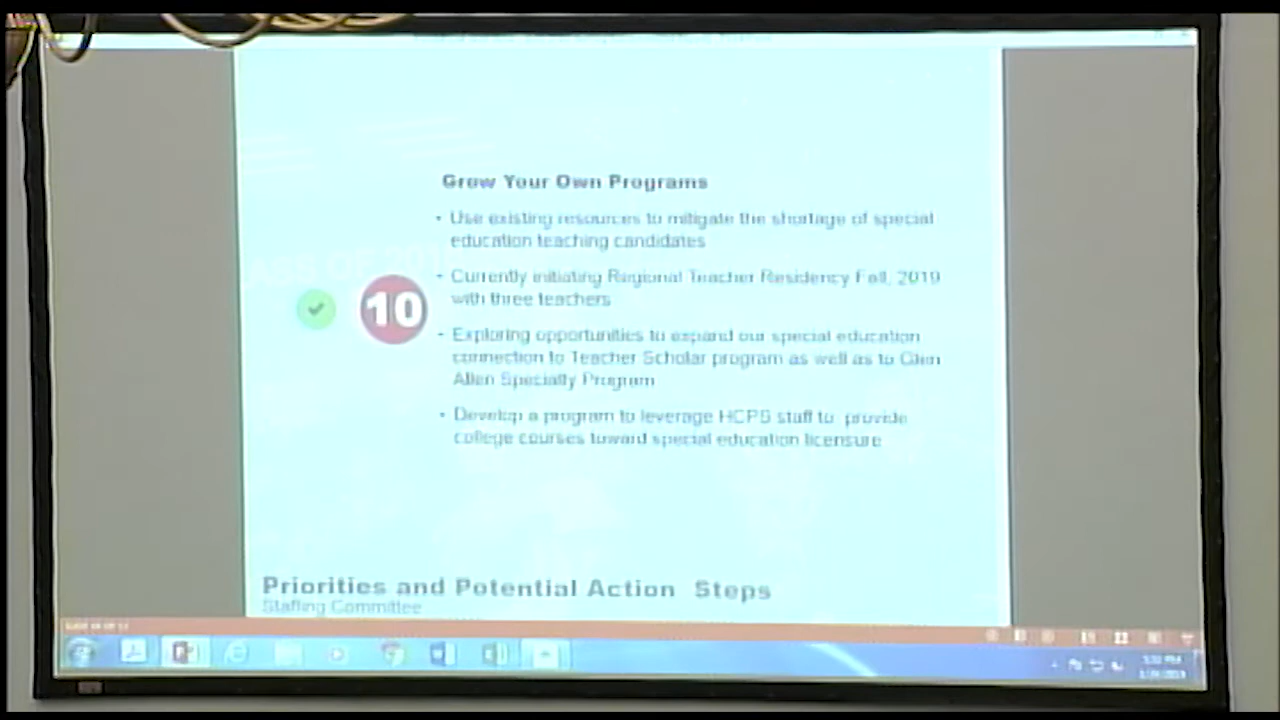 Grow Your Own Programs
• Use existing resources to mitigate the shortage of special
education teaching candidates
• Currently initiating Regional Teacher Residency Fall, 2019
with three teachers
10
• Exploring opportunities to expand our special education
connection to Teacher Scholar program as well as to Glen
Allen Specialty Program
• Develop a program to leverage HCPS staff to provide
college courses toward special education licensure
Priorities and Potential Action Steps
Staffing Committee